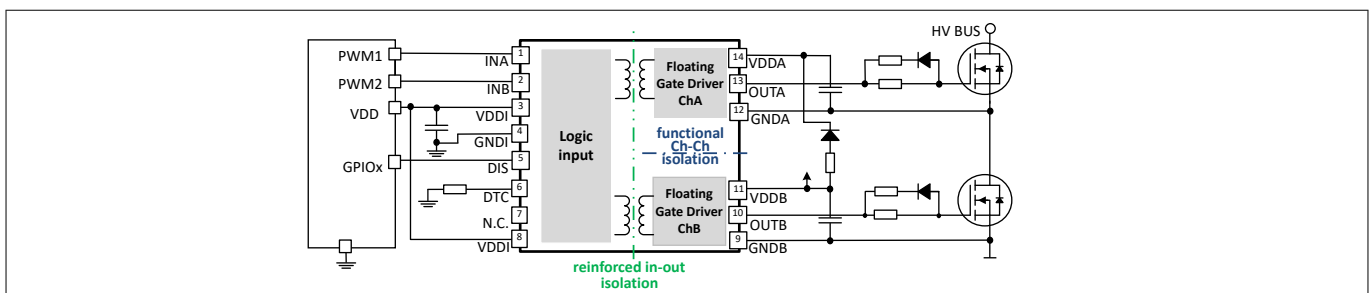 HV BUS
PWM1
PWM2
VDD
GPIOx
1
INA
2
INB
3
VDDI
4
GNDI
5
DIS
6
DTC
7
N.C.
8
VDDI
Logic
input
Floating
Gate Driver
ChA
functional
Ch-Ch
isolation
Floating
Gate Driver
ChB
14
VDDA
13
OUTA
12
GNDA
11
VDDB
10
OUTB
9
GNDB
reinforced in-out
isolation